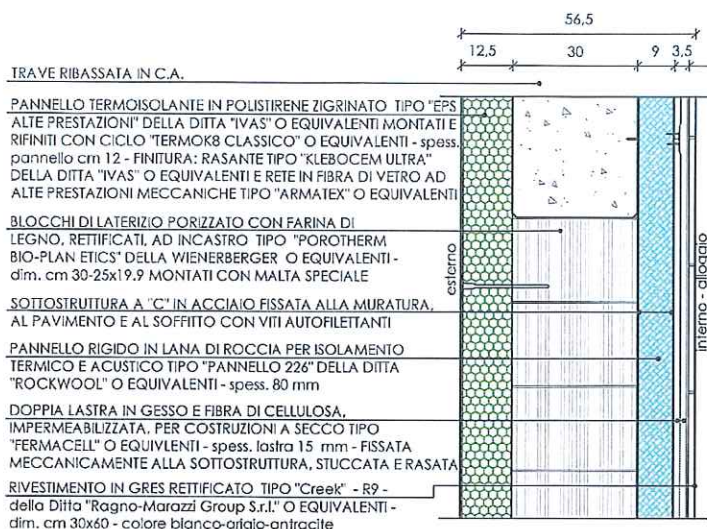 56,5
12,5 30 9 3,5
TRAVE RIBASSATA IN C.A.
PANNELLO TERMOISOLANTE IN POLISTIRENE ZIGRINATO TIPO "EPS
ALTE PRESTAZIONI" DELLA DITTA "IVAS" O EQUIVALENTI MONTATI E
RIFINITI CON CICLO "TERMOK8 CLASSICO" O EQUIVALENTI - spess.
pannello cm 12 - FINITURA: RASANTE TIPO "KLEBOCEM ULTRA"
DELLA DITTA "IVAS" O EQUIVALENTI E RETE IN FIBRA DI VETRO AD
ALTE PRESTAZIONI MECCANICHE TIPO "ARMATEX" O EQUIVALENTI
BLOCCHI DI LATERIZIO PORIZZATO CON FARINA DI
LEGNO, RETTIFICATI, AD INCASTRO TIPO "POROTHERM
BIO-PLAN ETICS" DELLA WIENERBERGER O EQUIVALENTI -
dim. cm 30-25x19.9 MONTATI CON MALTA SPECIALE
SOTTOSTRUTTURA A "C" IN ACCIAIO FISSATA ALLA MURATURA,
AL PAVIMENTO E AL SOFFITTO CON VITI AUTOFILETTANTI
PANNELLO RIGIDO IN LANA DI ROCCIA PER ISOLAMENTO
TERMICO E ACUSTICO TIPO "PANNELLO 226" DELLA DITTA
"ROCKWOOL" O EQUIVALENTI - spess. 80 mm
DOPPIA LASTRA IN GESSO E FIBRA DI CELLULOSA,
IMPERMEABILIZZATA, PER COSTRUZIONI A SECCO TIPO
"FERMACELL" O EQUIVLENTI - spess. lastra 15 mm - FISSATA
MECCANICAMENTE ALLA SOTTOSTRUTTURA, STUCCATA E RASATA
RIVESTIMENTO IN GRES RETTIFICATO TIPO "Creek" - R9 -
della Ditta "Ragno-Marazzi Group S.r.l." O EQUIVALENTI -
dim. cm 30x60 - colore bianco-grigio-antracite
esterno
interno - alloggio